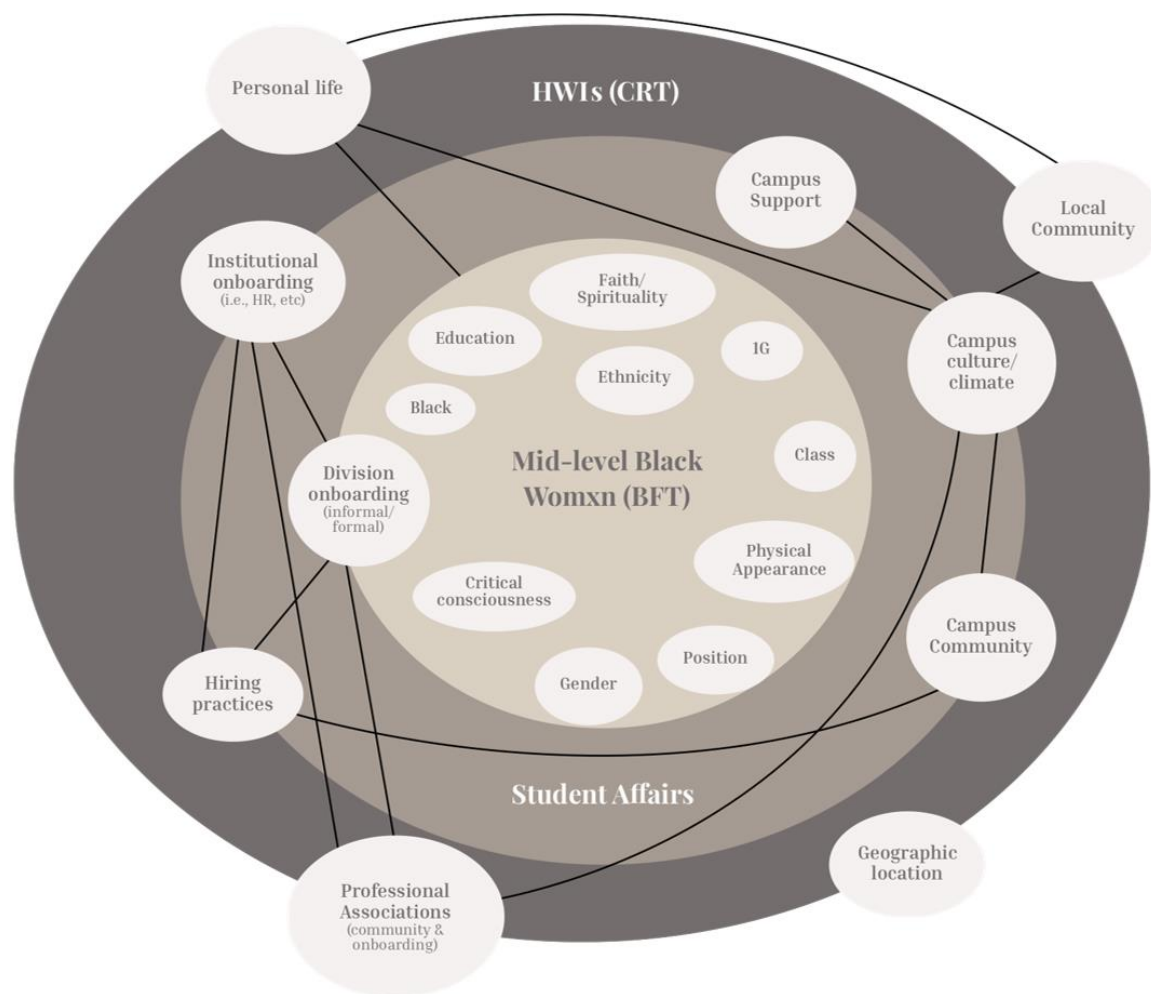 Personal life
HWIs (CRT)
Campus
Support
Local
Community
Institutional
onboarding
(i.e., HR, etc)
Faith/
Spirituality
Education
1G
Ethnicity
Campus
culture/
climate
Black
Class
Mid-level Black
Womxn (BFT)
Division
onboarding
(informal/
formal)
Physical
Appearance
Critical
consciousness
Campus
Community
Position
Gender
Hiring
practices
Student Affairs
Geographic
location
Professional
Associations
(community &
onboarding)